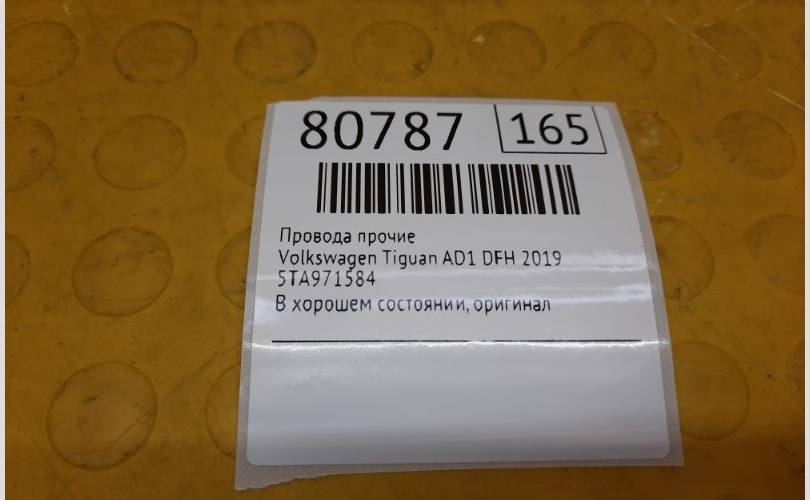 80787 165
Провода прочие
Volkswagen Tiguan AD1 DFH 2019
5TA971584
В хорошем состоянии, оригинал